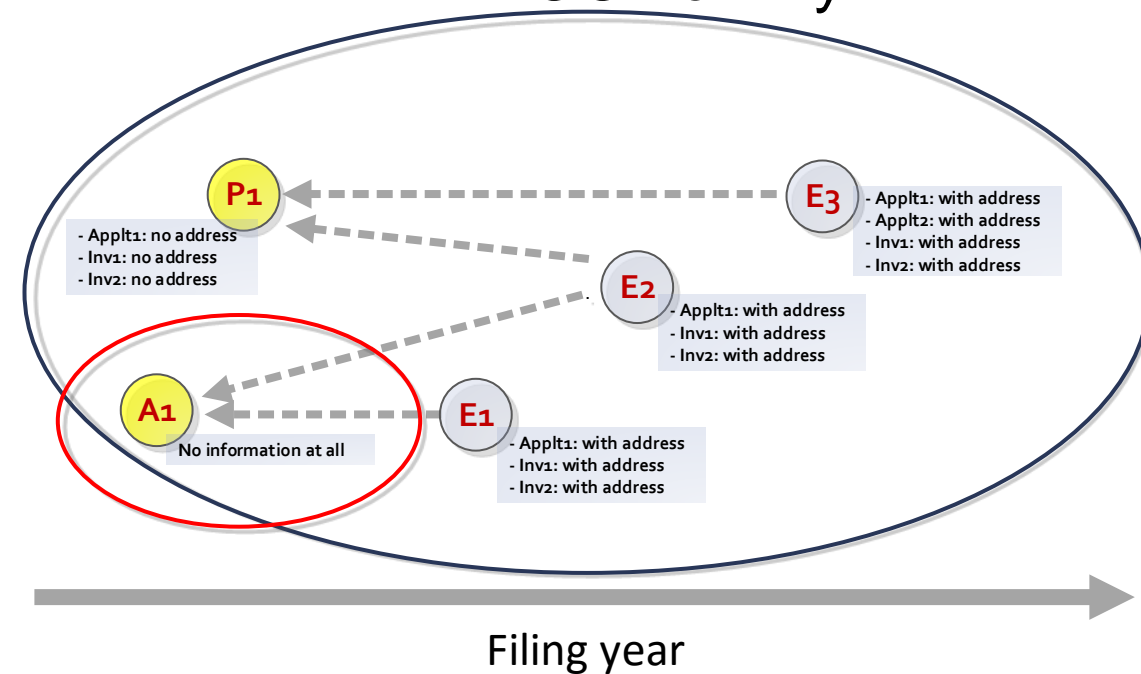 P1
- Applt1: no address
- Inv1: no address
- Inv2: no address
E3
- Applt1: with address
- Applt2: with address
- Inv1: with address
- Inv2: with address
E2
- Applt1: with address
- Inv1: with address
- Inv2: with address
A1
No information at all
E1
- Applt1: with address
- Inv1: with address
- Inv2: with address
Filing year